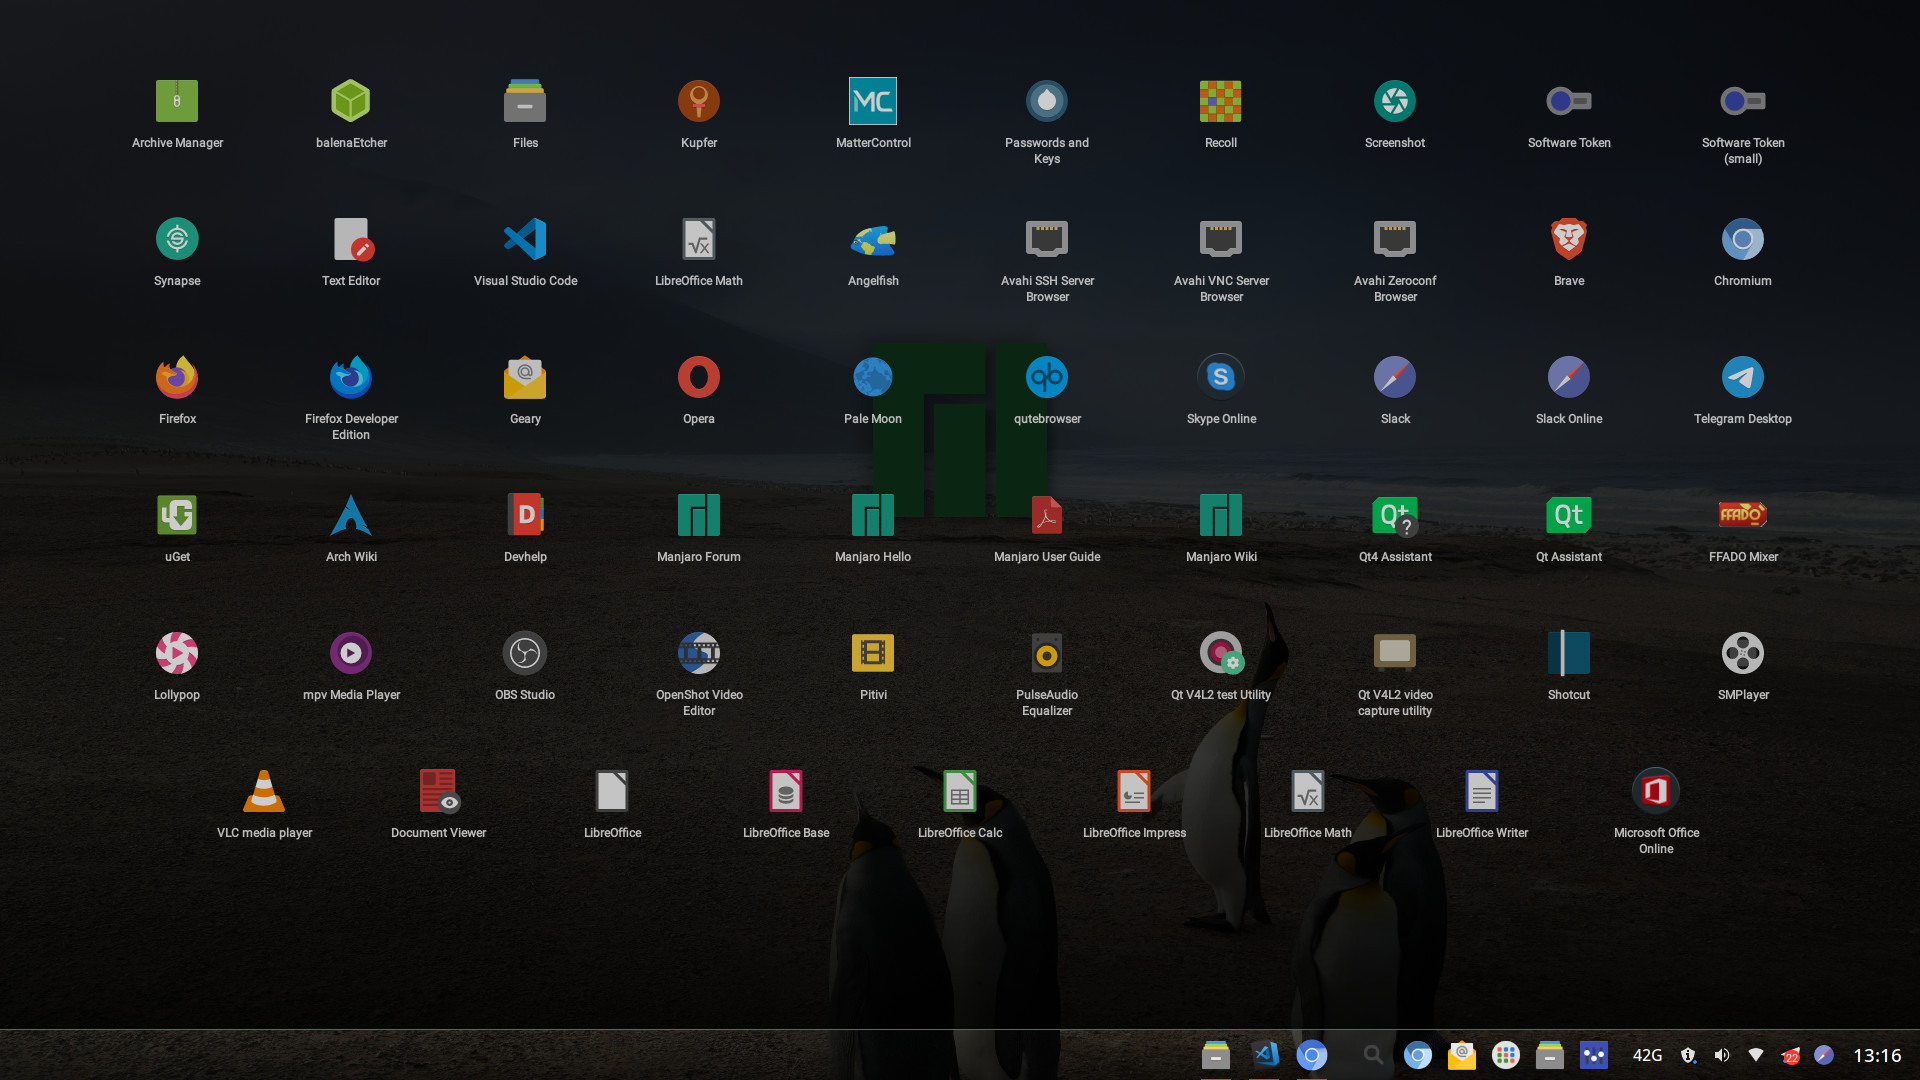 MC
Archive Manager
balenaEtcher
Files
Kupfer
MatterControl
Passwords and
Keys
Recoll
Screenshot
Software Token
Software Token
(small)
Synapse
Text Editor
Visual Studio Code
√x
LibreOffice Math
Angelfish
Avahi SSH Server
Browser
Avahi VNC Server
Browser
Avahi Zeroconf
Browser
Brave
Chromium
Firefox
Firefox Developer
Edition
@
Geary
Opera
Pale Moon
qb
qutebrowser
S
Skype Online
Slack
Slack Online
Telegram Desktop
uG
uGet
Arch Wiki
D
Devhelp
Manjaro Forum
Manjaro Hello
Manjaro User Guide
Manjaro Wiki
Qt ?
Qt4 Assistant
Qt
Qt Assistant
FFADO
FFADO Mixer
Lollypop
mpv Media Player
OBS Studio
OpenShot Video
Editor
Pitivi
PulseAudio
Equalizer
Qt V4L2 test Utility
Qt V4L2 video
capture utility
Shotcut
SMPlayer
VLC media player
Document Viewer
LibreOffice
LibreOffice Base
LibreOffice Calc
LibreOffice Impress
√x
LibreOffice Math
LibreOffice Writer
Microsoft Office
Online
@
42G
22
13:16